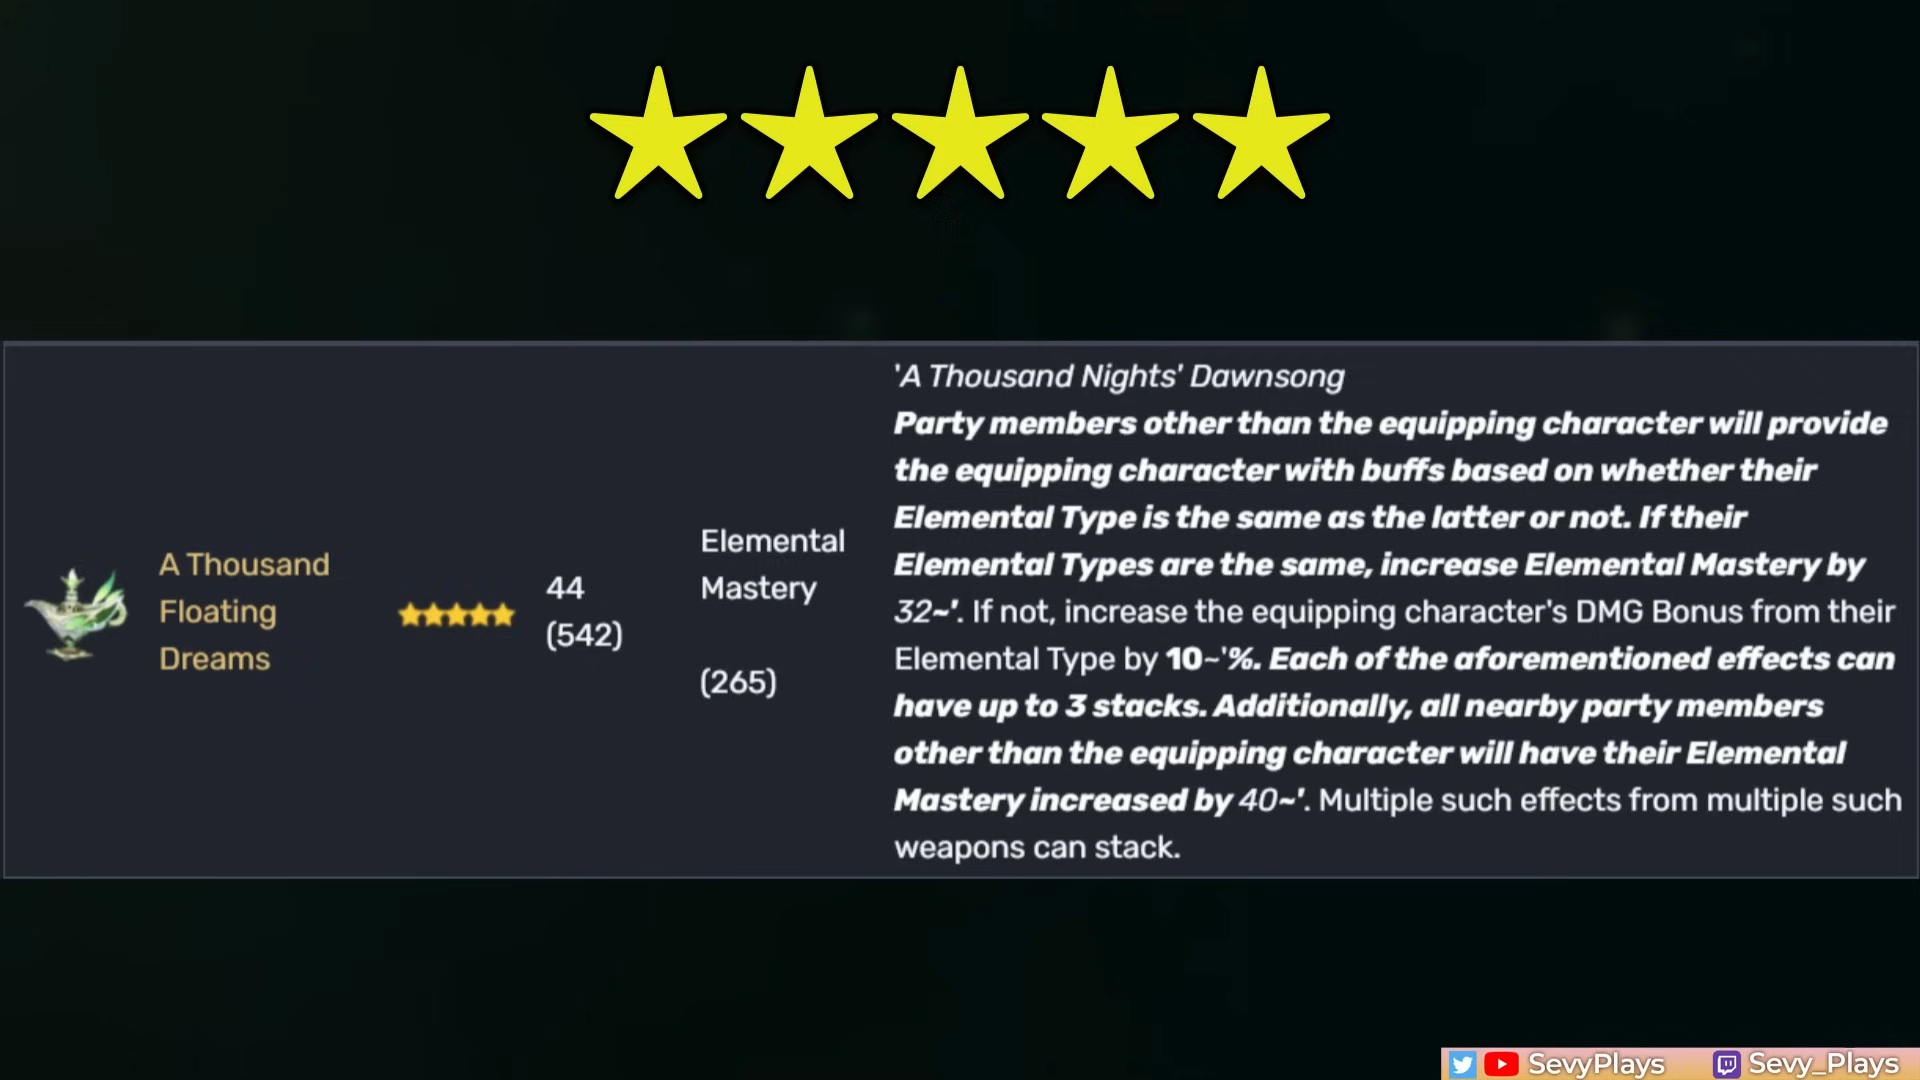 'A Thousand Nights' Dawnsong
Party members other than the equipping character will provide
the equipping character with buffs based on whether their
Elemental Type is the same as the latter or not. If their
Elemental Types are the same, increase Elemental Mastery by
32~'. If not, increase the equipping character's DMG Bonus from their
Elemental Type by 10~'%. Each of the aforementioned effects can
have up to 3 stacks. Additionally, all nearby party members
other than the equipping character will have their Elemental
Mastery increased by 40~'. Multiple such effects from multiple such
weapons can stack.
A Thousand
Floating
Dreams
44
(542)
Elemental
Mastery
(265)
SevyPlays
Sevy_Plays